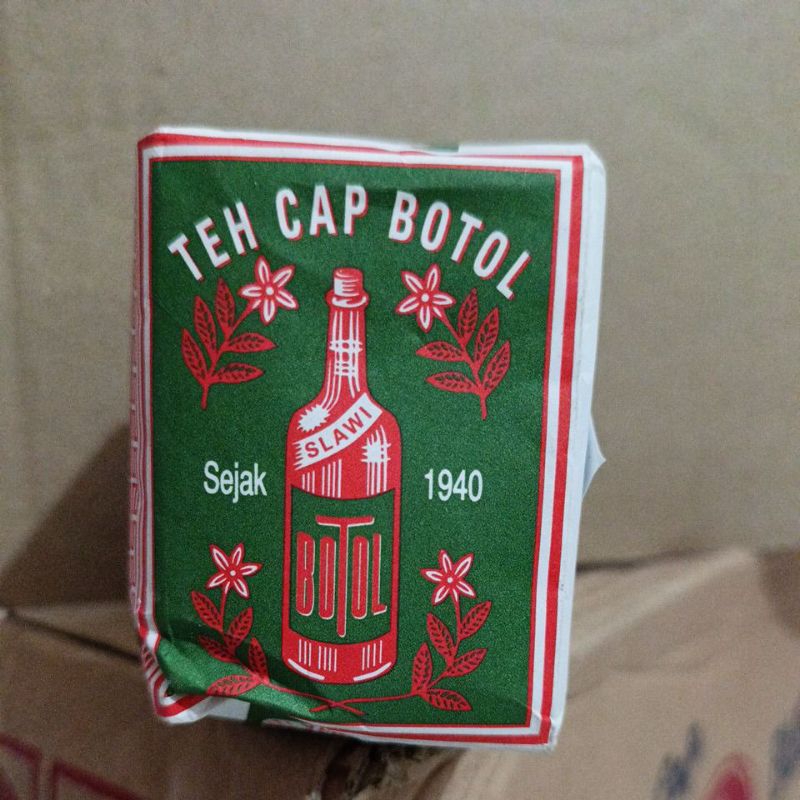 TEH CAP BOTOL
SLAWI
Sejak 1940
BOTOL